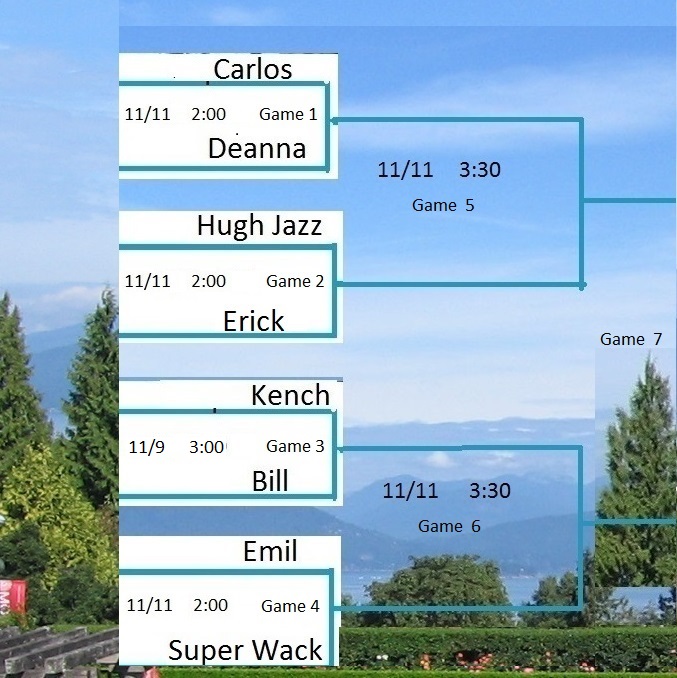 Carlos
11/11 2:00 Game 1
Deanna
11/11 3:30
Game 5
Hugh Jazz
11/11 2:00 Game 2
Erick
Game 7
Kench
11/9 3:00 Game 3
Bill
11/11 3:30
Game 6
Emil
11/11 2:00 Game 4
Super Wack